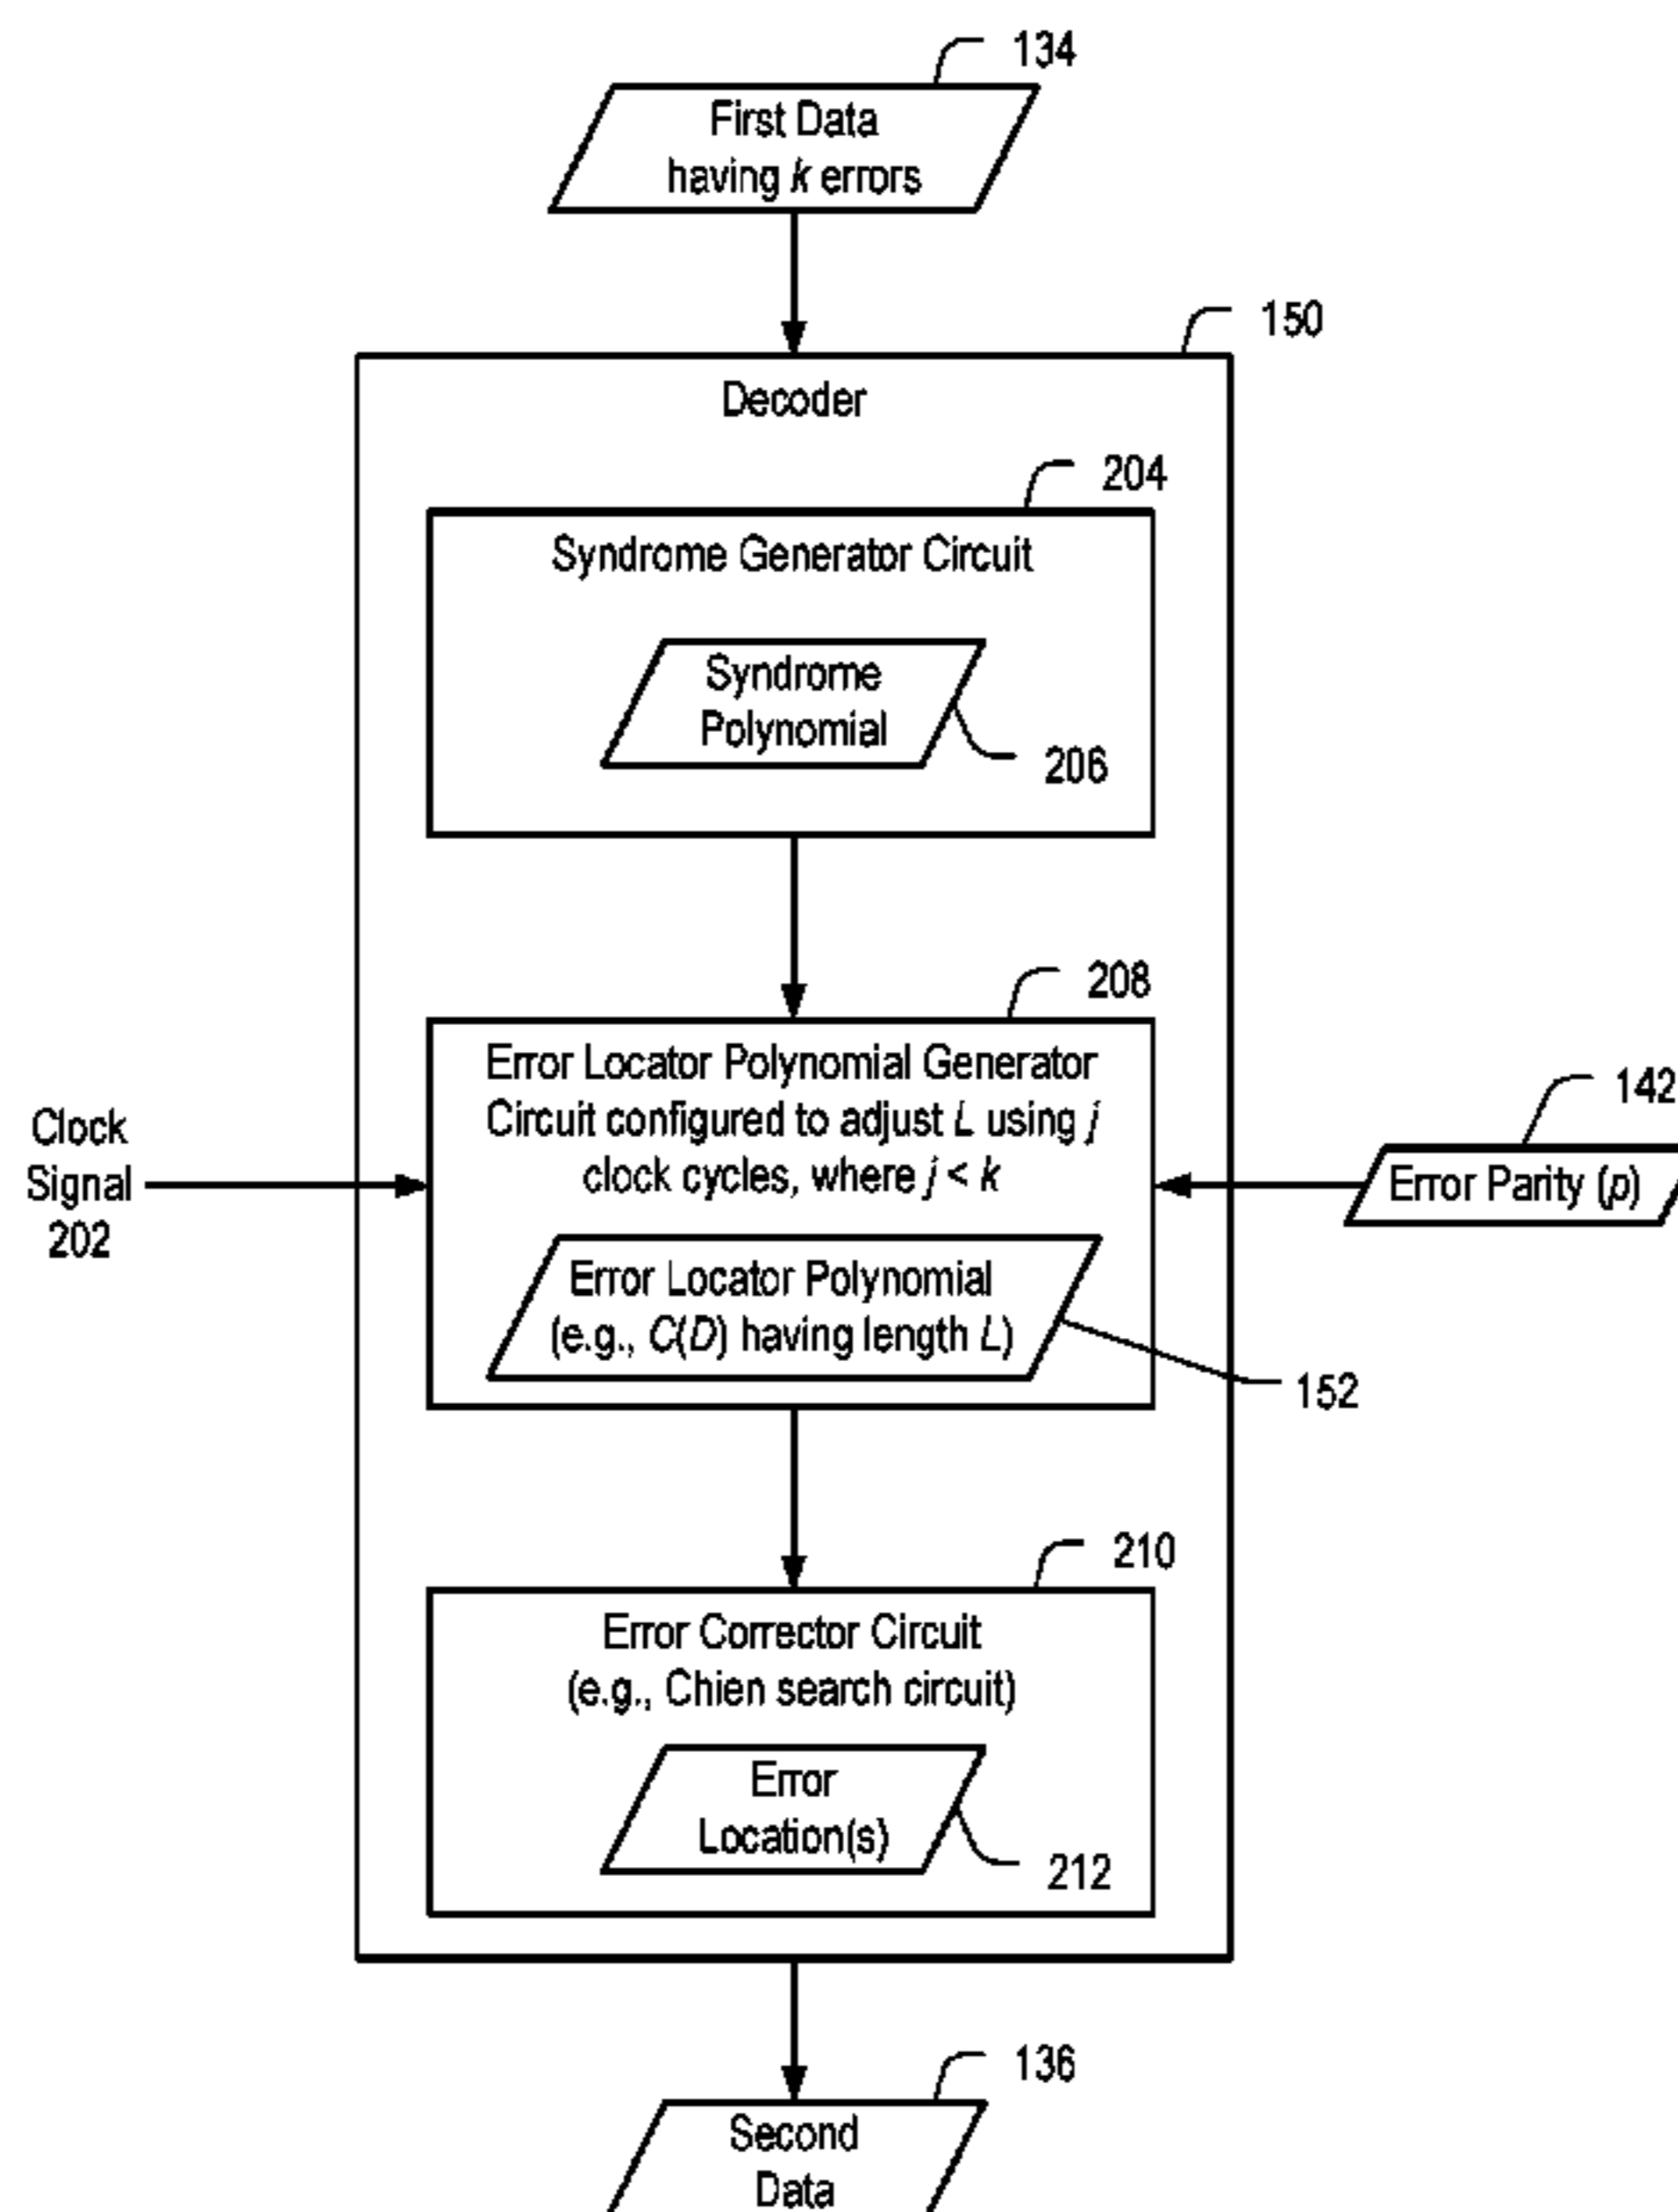 134
First Data
having k errors
150
Decoder
204
Syndrome Generator Circuit
Syndrome
Polynomial
206
208
Error Locator Polynomial Generator
Circuit configured to adjust L using j
clock cycles, where j < k
Clock
Signal
202
142
Error Parity (p)
Error Locator Polynomial
(e.g., C(D) having length L)
152
210
Error Corrector Circuit
(e.g., Chien search circuit)
Error
Location(s)
212
136
Second
Data